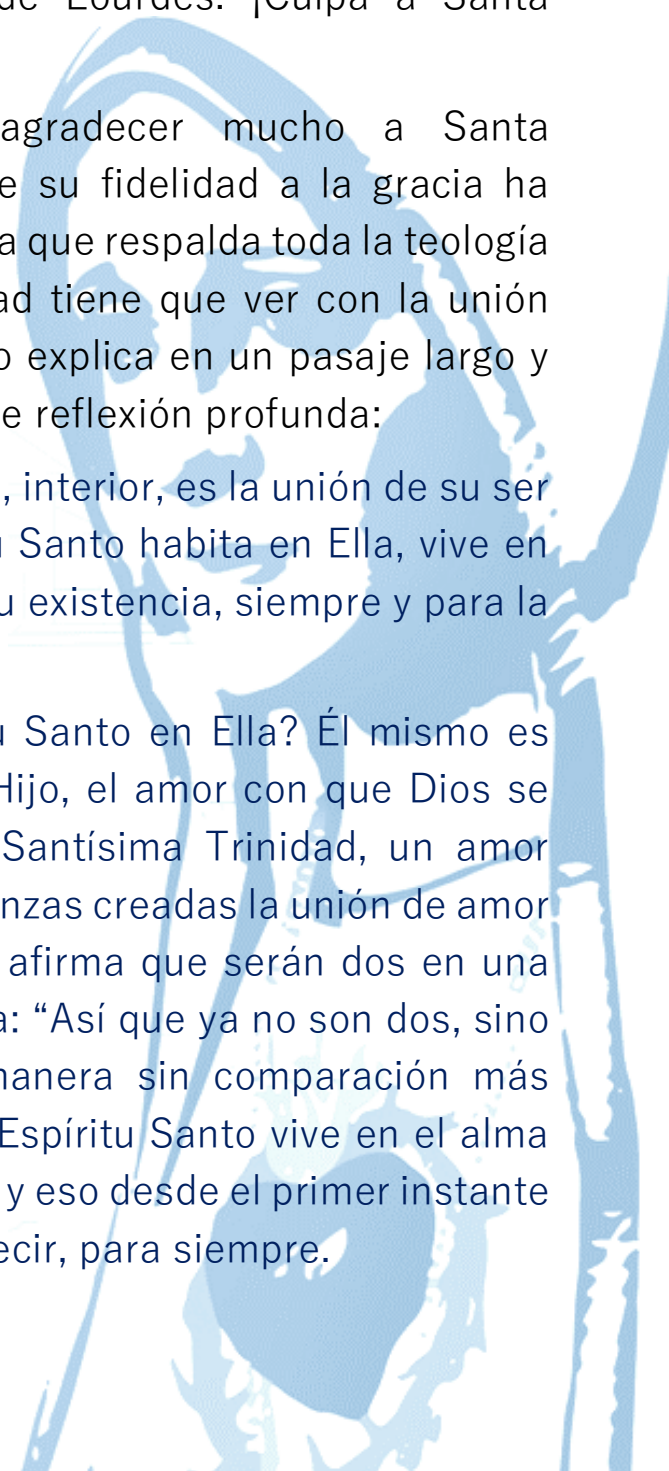 de Lourdes. ¡Culpa a Santa
agradecer mucho a Santa
e su fidelidad a la gracia ha
a que respalda toda la teología
ad tiene que ver con la unión
o explica en un pasaje largo y
e reflexión profunda:
, interior, es la unión de su ser
u Santo habita en Ella, vive en
u existencia, siempre y para la
u Santo en Ella? Él mismo es
Hijo, el amor con que Dios se
Santísima Trinidad, un amor
nzas creadas la unión de amor
afirma que serán dos en una
a: “Así que ya no son dos, sino
manera sin comparación más
Espíritu Santo vive en el alma
y eso desde el primer instante
ecir, para siempre.